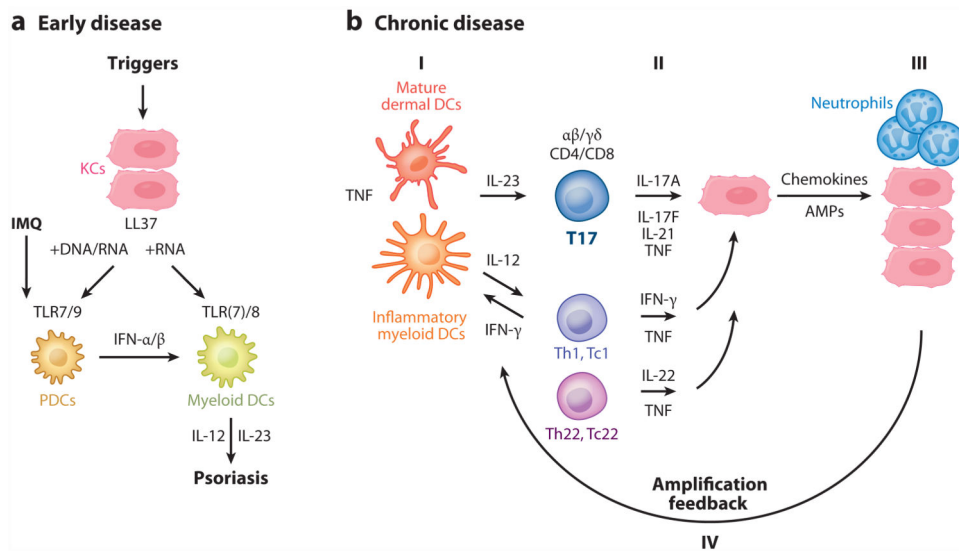 a Early disease
Triggers
KCs
IMQ
LL37
+DNA/RNA
+RNA
TLR7/9
TLR(7)/8
IFN-α/β
PDCs
Myeloid DCs
IL-12
IL-23
Psoriasis
b Chronic disease
I
II
III
Mature
dermal DCs
TNF
IL-23
αβ/γδ
CD4/CD8
T17
IL-17A
IL-17F
IL-21
TNF
Chemokines
AMPs
Neutrophils
Inflammatory
myeloid DCs
IL-12
IFN-γ
Th1, Tc1
IFN-γ
TNF
Th22, Tc22
IL-22
TNF
Amplification
feedback
IV